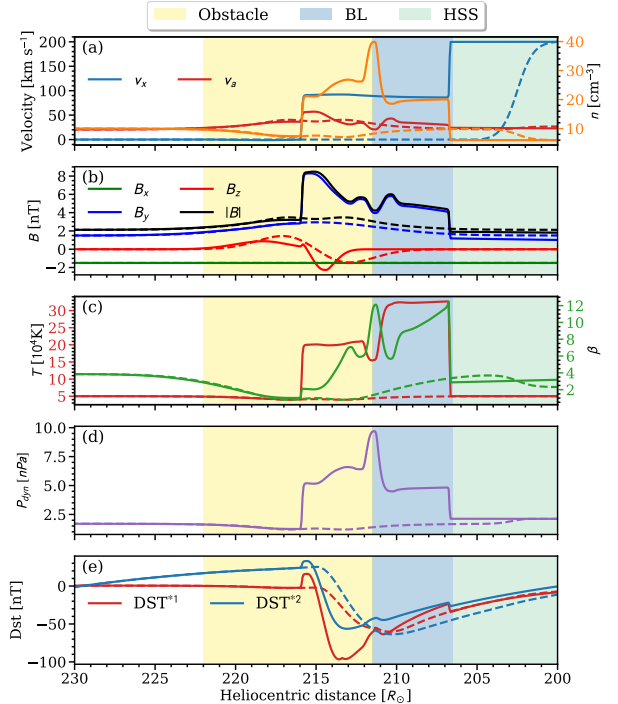 Obstacle BL HSS
(a)
v_x v_a
Velocity [km s⁻¹]
200
150
100
50
0
40
30
20
10
n [cm⁻³]
(b)
B_x B_z
B_y |B|
B [nT]
8
6
4
2
0
−2
(c)
T [10⁴K]
30
25
20
15
10
5
12
10
8
6
4
2
β
(d)
P_dyn [nPa]
10.0
7.5
5.0
2.5
(e)
DST*¹ DST*²
Dst [nT]
0
−50
−100
230 225 220 215 210 205 200
Heliocentric distance [R☉]